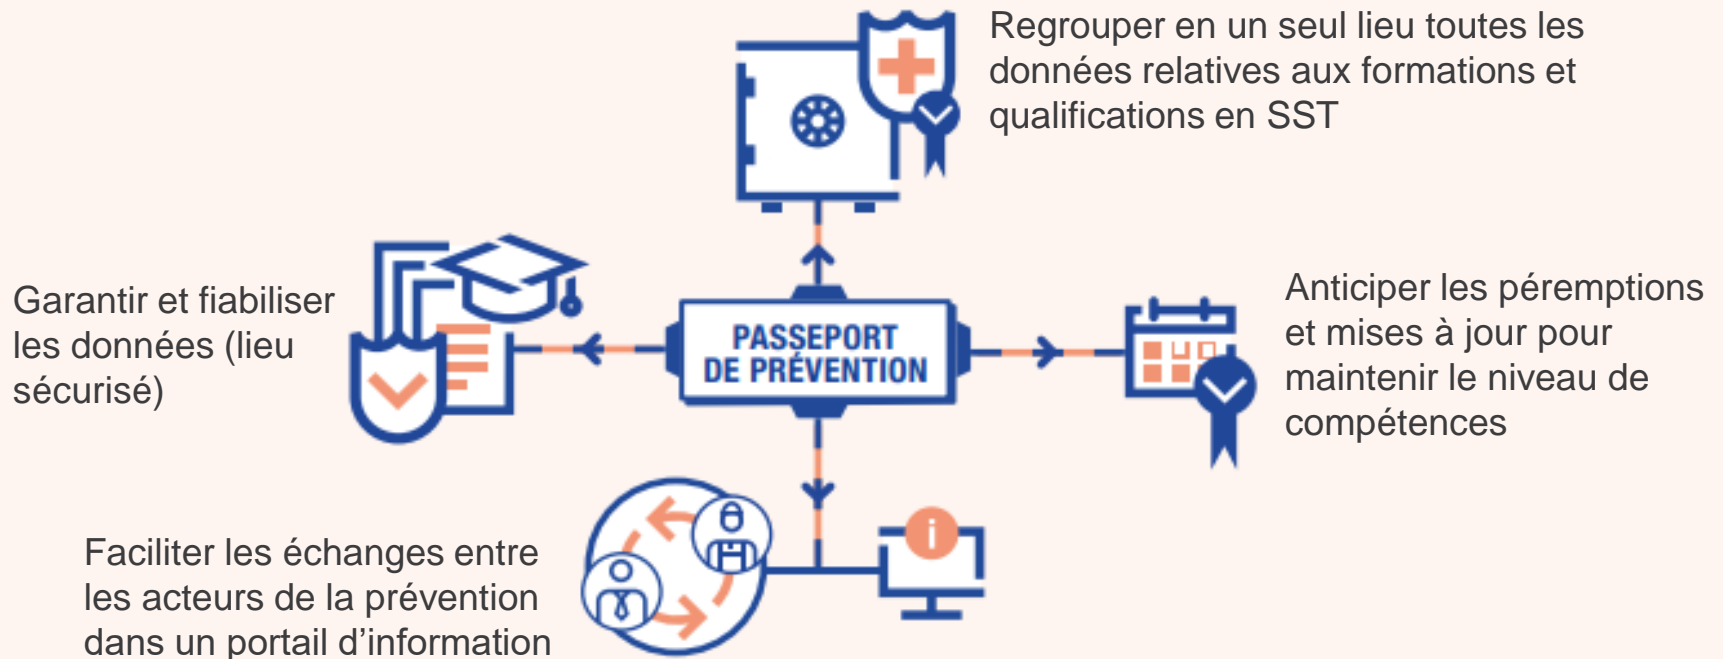 Regrouper en un seul lieu toutes les
données relatives aux formations et
qualifications en SST
Garantir et fiabiliser
les données (lieu
sécurisé)
PASSEPORT
DE PRÉVENTION
Anticiper les péremptions
et mises à jour pour
maintenir le niveau de
compétences
Faciliter les échanges entre
les acteurs de la prévention
dans un portail d’information
i